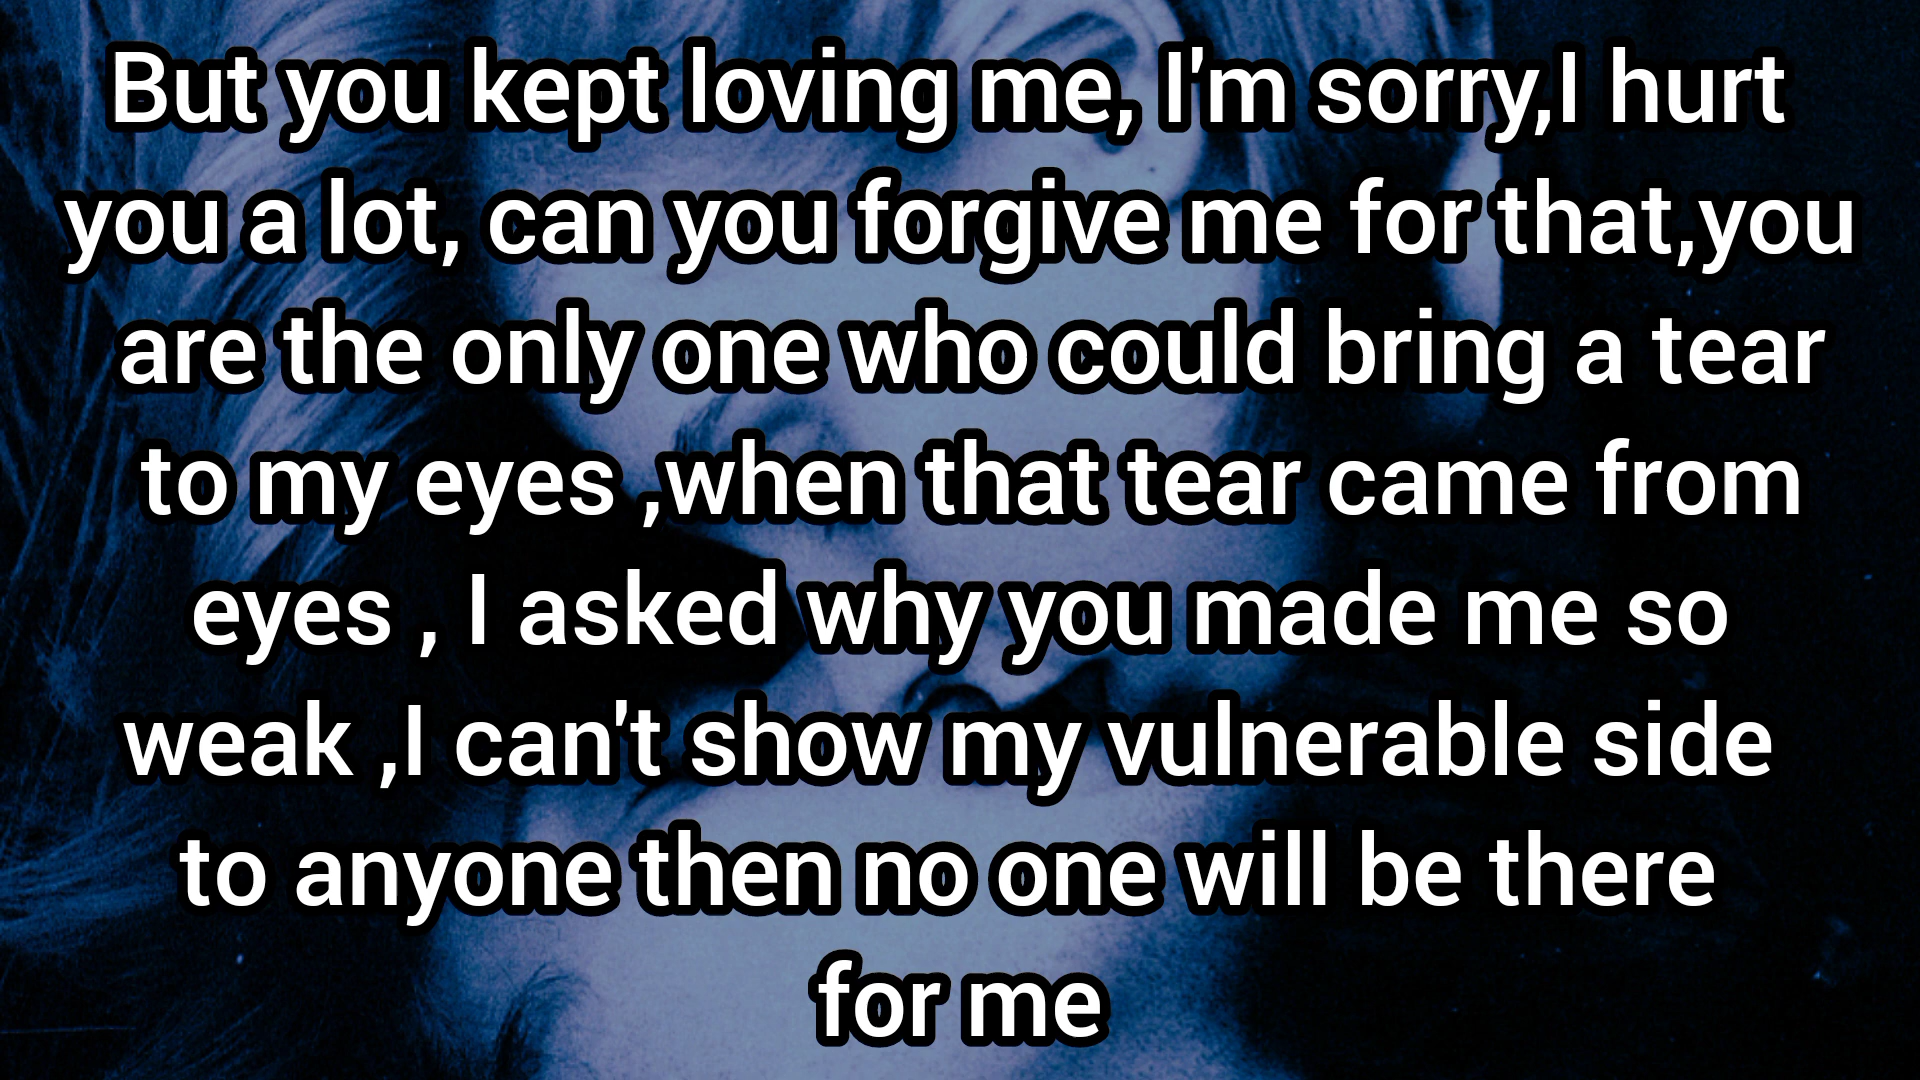 But you kept loving me, I'm sorry,I hurt
you a lot, can you forgive me for that,you
are the only one who could bring a tear
to my eyes ,when that tear came from
eyes , I asked why you made me so
weak ,I can't show my vulnerable side
to anyone then no one will be there
for me